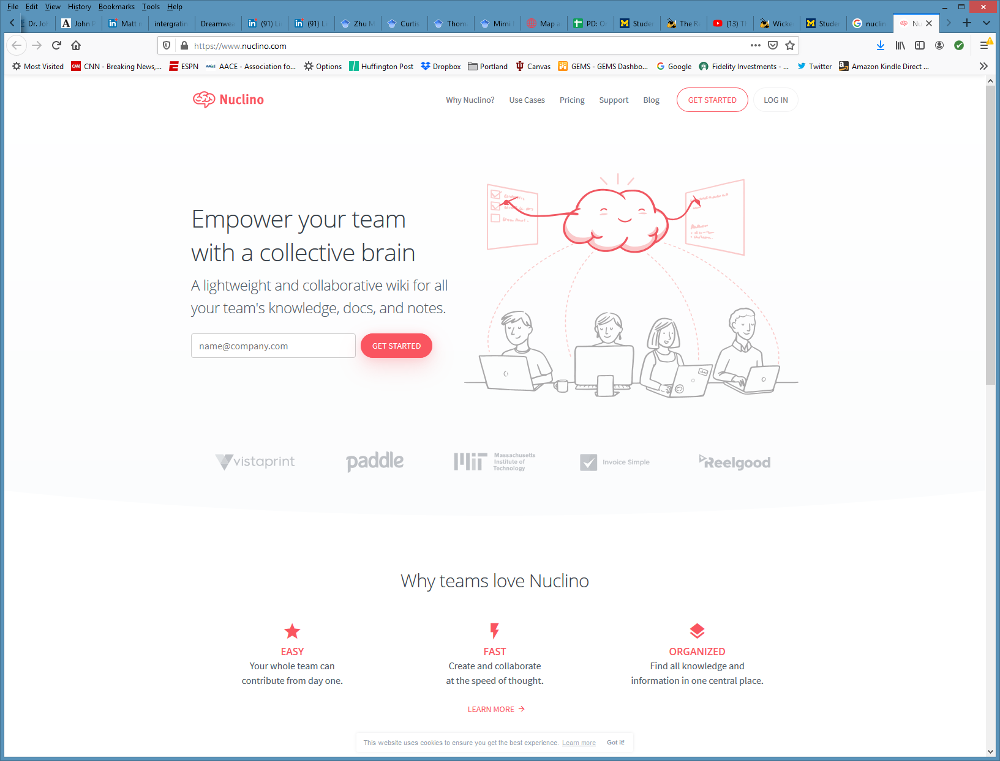 File Edit View History Bookmarks Tools Help
Dr. Joh
John P
Matt
intergratin
Dreamwea
(91) Li
(91) Li
Zhu M
Curtis
Thom
Mimi
Map a
PD: O
Studen
The Re
(13) Th
Wicke
Studen
nuclin
Nu
https://www.nuclino.com
Most Visited CNN - Breaking News,... ESPN AACE - Association fo... Options Huffington Post Dropbox Portland Canvas GEMS - GEMS Dashbo... Google Fidelity Investments - ... Twitter Amazon Kindle Direct ...
Nuclino
Why Nuclino? Use Cases Pricing Support Blog GET STARTED LOG IN
Empower your team
with a collective brain
A lightweight and collaborative wiki for all
your team's knowledge, docs, and notes.
name@company.com GET STARTED
vistaprint
paddle
MIT Massachusetts
Institute of
Technology
Invoice Simple
Reelgood
Why teams love Nuclino
EASY
Your whole team can
contribute from day one.
FAST
Create and collaborate
at the speed of thought.
ORGANIZED
Find all knowledge and
information in one central place.
LEARN MORE →
This website uses cookies to ensure you get the best experience. Learn more Got it!